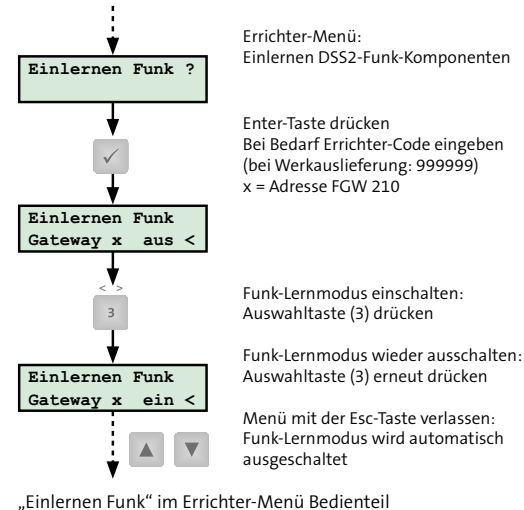 Errichter-Menü:
Einlernen DSS2-Funk-Komponenten
Einlernen Funk ?
Enter-Taste drücken
Bei Bedarf Errichter-Code eingeben
(bei Werkauslieferung: 999999)
x = Adresse FGW 210
Einlernen Funk
Gateway x aus <
< >
3
Funk-Lernmodus einschalten:
Auswahltaste (3) drücken
Funk-Lernmodus wieder ausschalten:
Auswahltaste (3) erneut drücken
Einlernen Funk
Gateway x ein <
Menü mit der Esc-Taste verlassen:
Funk-Lernmodus wird automatisch
ausgeschaltet
„Einlernen Funk“ im Errichter-Menü Bedienteil